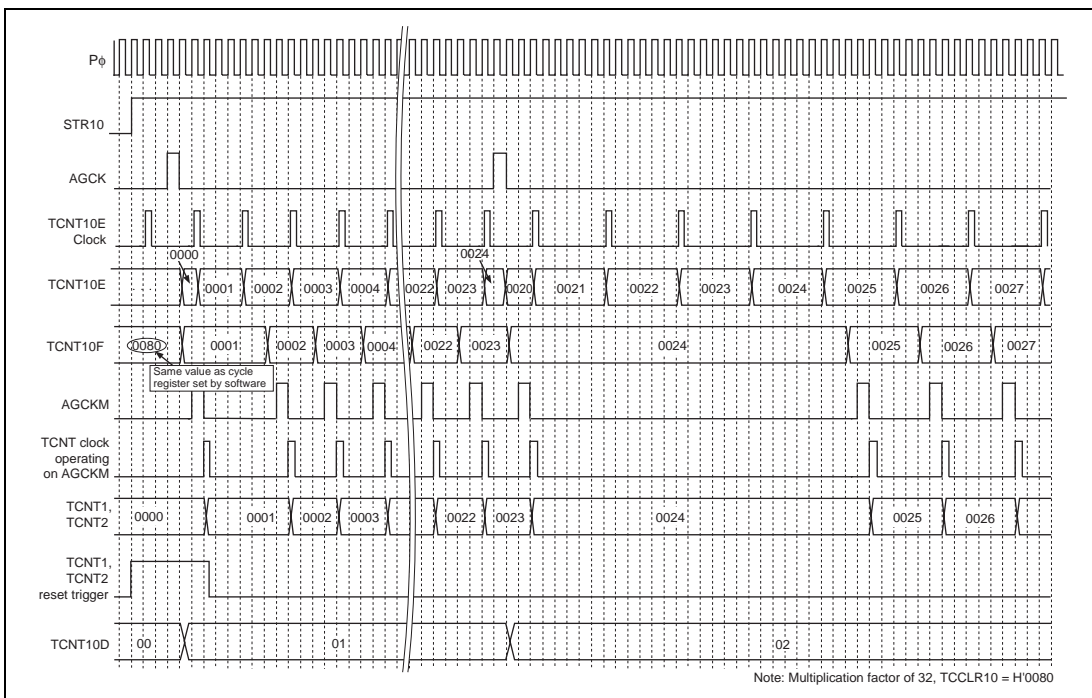 Pϕ
STR10
AGCK
TCNT10E
Clock
0000
0024
TCNT10E
0001 0002 0003 0004 0022 0023 0020 0021 0022 0023 0024 0025 0026 0027
TCNT10F
0080 0001 0002 0003 0004 0022 0023 0024 0025 0026 0027
Same value as cycle
register set by software
AGCKM
TCNT clock
operating
on AGCKM
TCNT1,
TCNT2
0000 0001 0002 0003 0022 0023 0024 0025 0026
TCNT1,
TCNT2
reset trigger
TCNT10D
00 01 02
Note: Multiplication factor of 32, TCCLR10 = H'0080